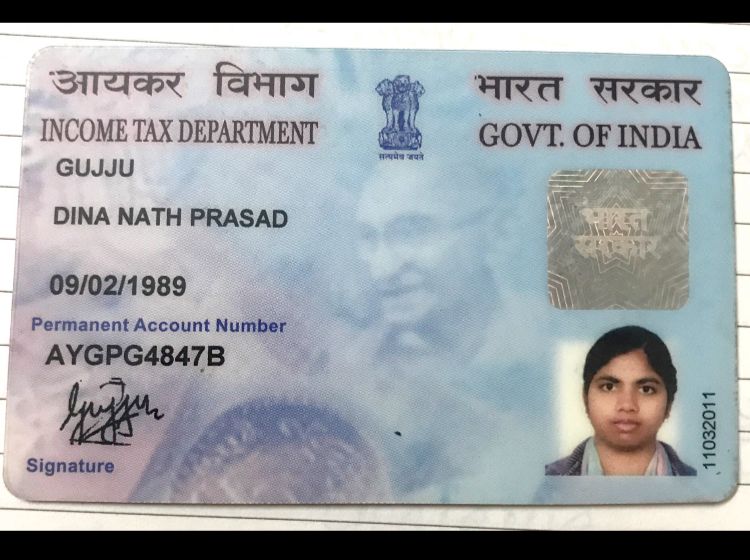 आयकर विभाग
भारत सरकार
INCOME TAX DEPARTMENT
GOVT. OF INDIA
सत्यमेव जयते
GUJJU
DINA NATH PRASAD
भारत
सरकार
09/02/1989
Permanent Account Number
AYGPG4847B
Gujju
Signature
11032011